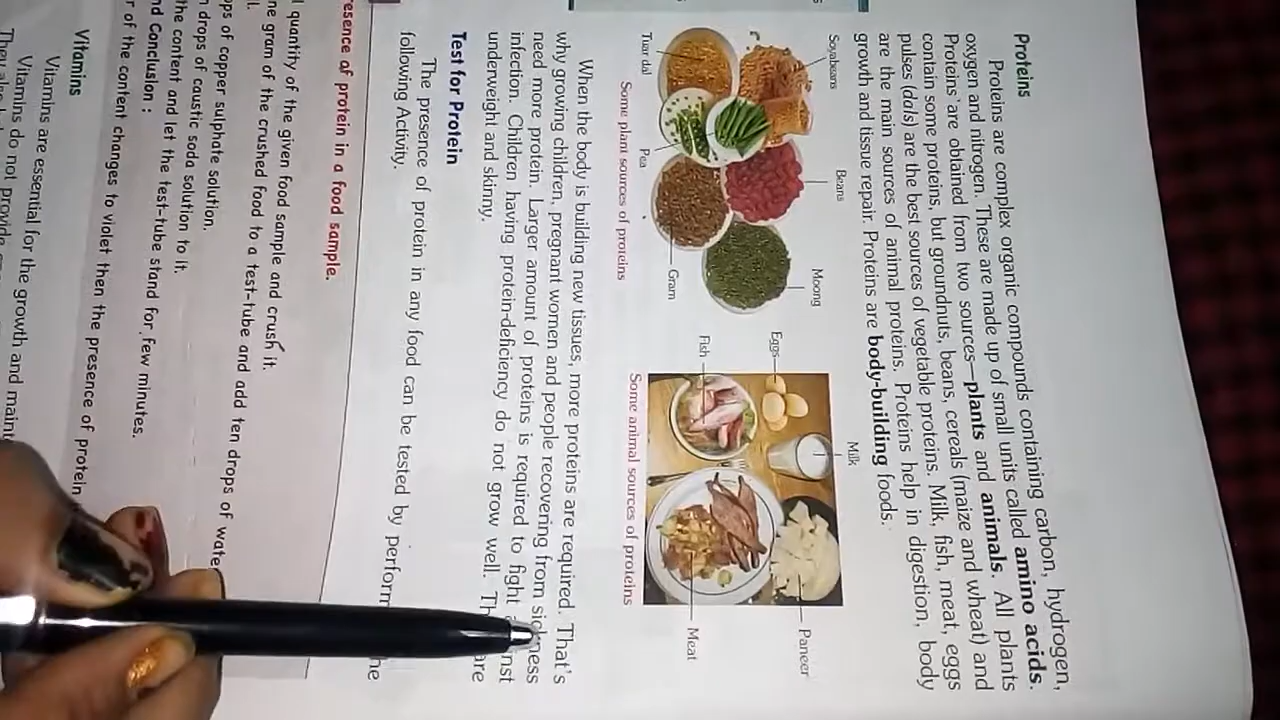 Proteins
Proteins are complex organic compounds containing carbon, hydrogen,
oxygen and nitrogen. These are made up of small units called amino acids.
Proteins are obtained from two sources—plants and animals. All plants
contain some proteins, but groundnuts, beans, cereals (maize and wheat) and
pulses (dals) are the best sources of vegetable proteins. Milk, fish, meat, eggs
are the main sources of animal proteins. Proteins help in digestion, body
growth and tissue repair. Proteins are body-building foods.
Soyabeans
Beans
Moong
Tuar dal
Pea
Gram
Some plant sources of proteins
Milk
Paneer
Eggs
Fish
Meat
Some animal sources of proteins
When the body is building new tissues, more proteins are required. That's
why growing children, pregnant women and people recovering from sickness
need more protein. Larger amount of proteins is required to fight
infection. Children having protein-deficiency do not grow well. Th are
underweight and skinny.
Test for Protein
The presence of protein in any food can be tested by perform
following Activity.
resence of protein in a food sample.
l quantity of the given food sample and crush it.
ne gram of the crushed food to a test-tube and add ten drops of wate
ll.
ops of copper sulphate solution.
n drops of caustic soda solution to it.
the content and let the test-tube stand for few minutes.
nd Conclusion :
r of the content changes to violet then the presence of protein
Vitamins
Vitamins are essential for the growth and maint
Vitamins do not provide